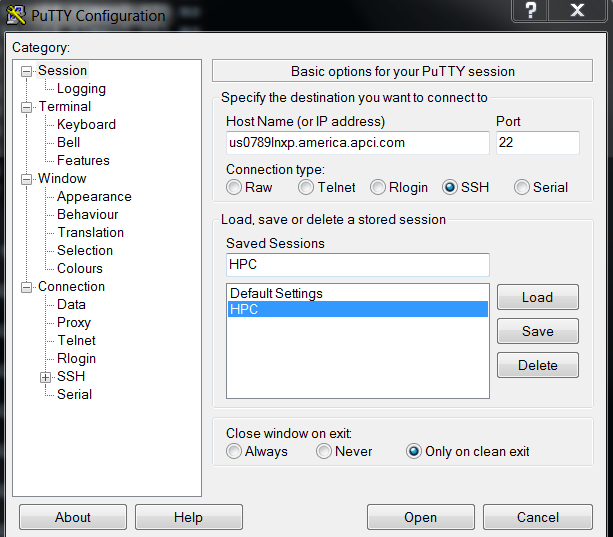 PuTTY Configuration
?
X
Category:
Session
Logging
Terminal
Keyboard
Bell
Features
Window
Appearance
Behaviour
Translation
Selection
Colours
Connection
Data
Proxy
Telnet
Rlogin
SSH
Serial
Basic options for your PuTTY session
Specify the destination you want to connect to
Host Name (or IP address) Port
us0789lnxp.america.apci.com 22
Connection type:
Raw Telnet Rlogin SSH Serial
Load, save or delete a stored session
Saved Sessions
HPC
Default Settings
HPC
Load
Save
Delete
Close window on exit:
Always Never Only on clean exit
About Help Open Cancel